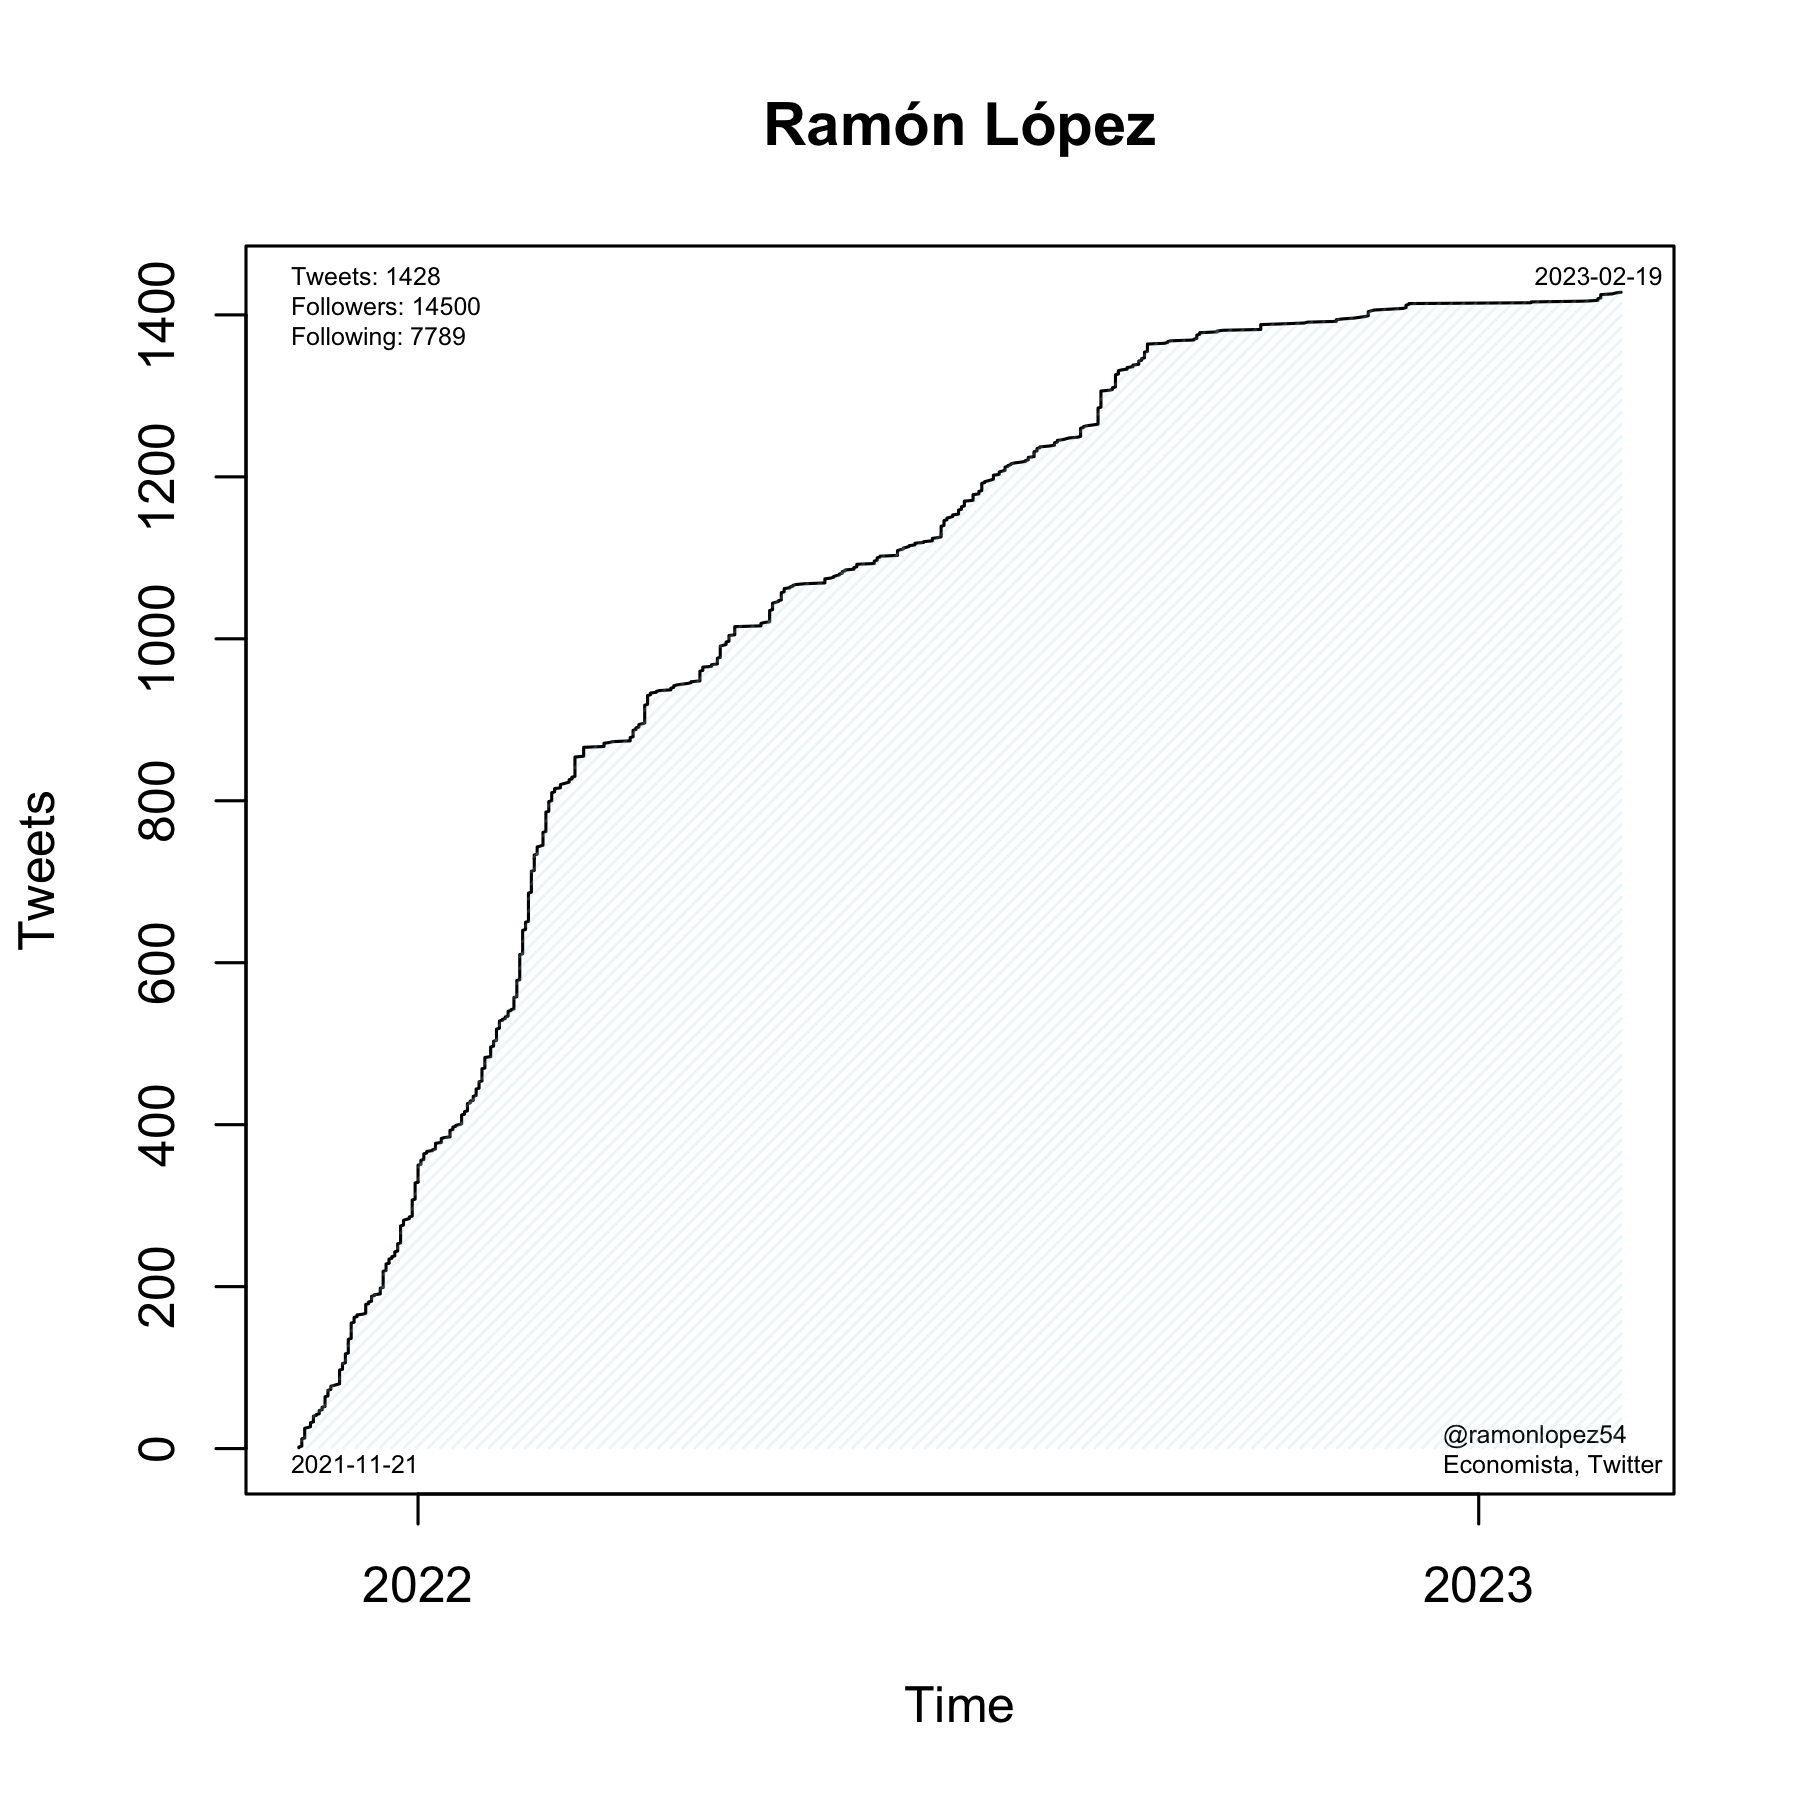 Ramón López
Tweets: 1428
Followers: 14500
Following: 7789
2023-02-19
1400
1200
1000
800
600
400
200
0
Tweets
@ramonlopez54
Economista, Twitter
2021-11-21
2022
2023
Time